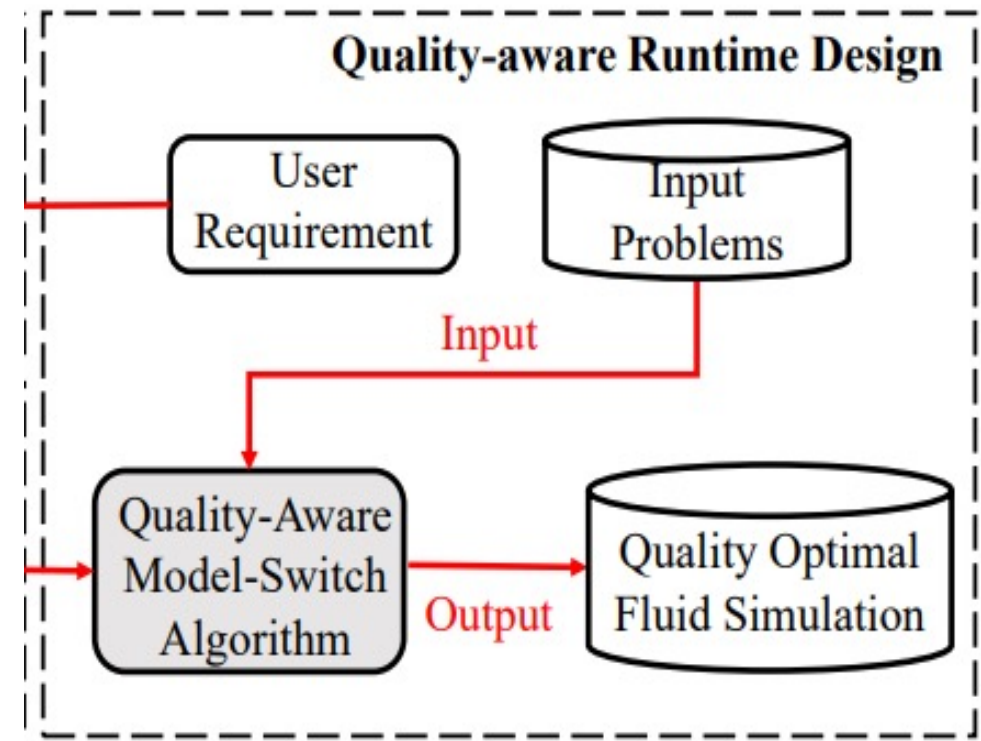 Quality-aware Runtime Design
User
Requirement
Input
Problems
Input
Quality-Aware
Model-Switch
Algorithm
Output
Quality Optimal
Fluid Simulation